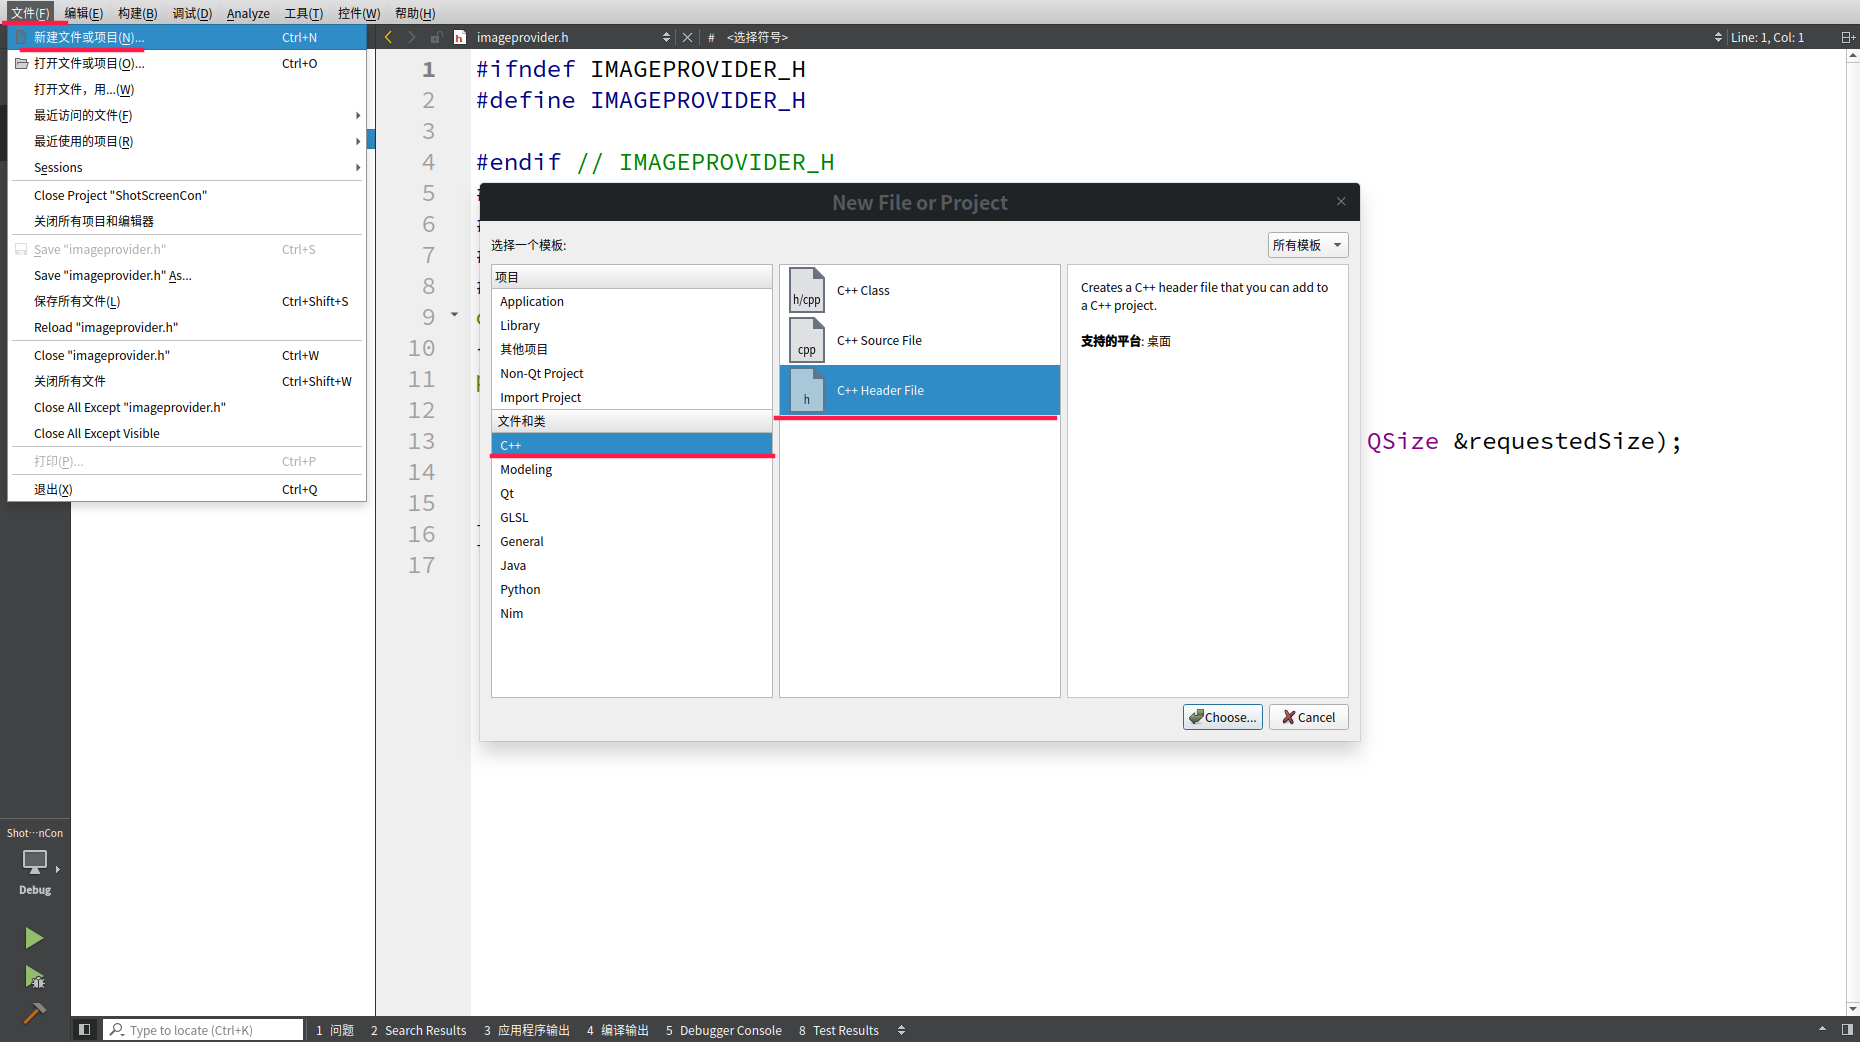 文件(F) 编辑(E) 构建(B) 调试(D) Analyze 工具(T) 控件(W) 帮助(H)
新建文件或项目(N)... Ctrl+N
打开文件或项目(O)... Ctrl+O
打开文件，用...(W)
最近访问的文件(F)
最近使用的项目(R)
Sessions
Close Project "ShotScreenCon"
关闭所有项目和编辑器
Save "imageprovider.h" Ctrl+S
Save "imageprovider.h" As...
保存所有文件(L) Ctrl+Shift+S
Reload "imageprovider.h"
Close "imageprovider.h" Ctrl+W
关闭所有文件 Ctrl+Shift+W
Close All Except "imageprovider.h"
Close All Except Visible
打印(P)... Ctrl+P
退出(X) Ctrl+Q
imageprovider.h # <选择符号> Line: 1, Col: 1
1 #ifndef IMAGEPROVIDER_H
2 #define IMAGEPROVIDER_H
3
4 #endif // IMAGEPROVIDER_H
5
6
7
8
9
10
11
12
13 QSize &requestedSize);
14
15
16
17
New File or Project
选择一个模板:
所有模板
项目
Application
Library
其他项目
Non-Qt Project
Import Project
文件和类
C++
Modeling
Qt
GLSL
General
Java
Python
Nim
h/cpp C++ Class
cpp C++ Source File
h C++ Header File
Creates a C++ header file that you can add to
a C++ project.
支持的平台: 桌面
Choose... Cancel
Shot···nCon
Debug
Type to locate (Ctrl+K) 1 问题 2 Search Results 3 应用程序输出 4 编译输出 5 Debugger Console 8 Test Results